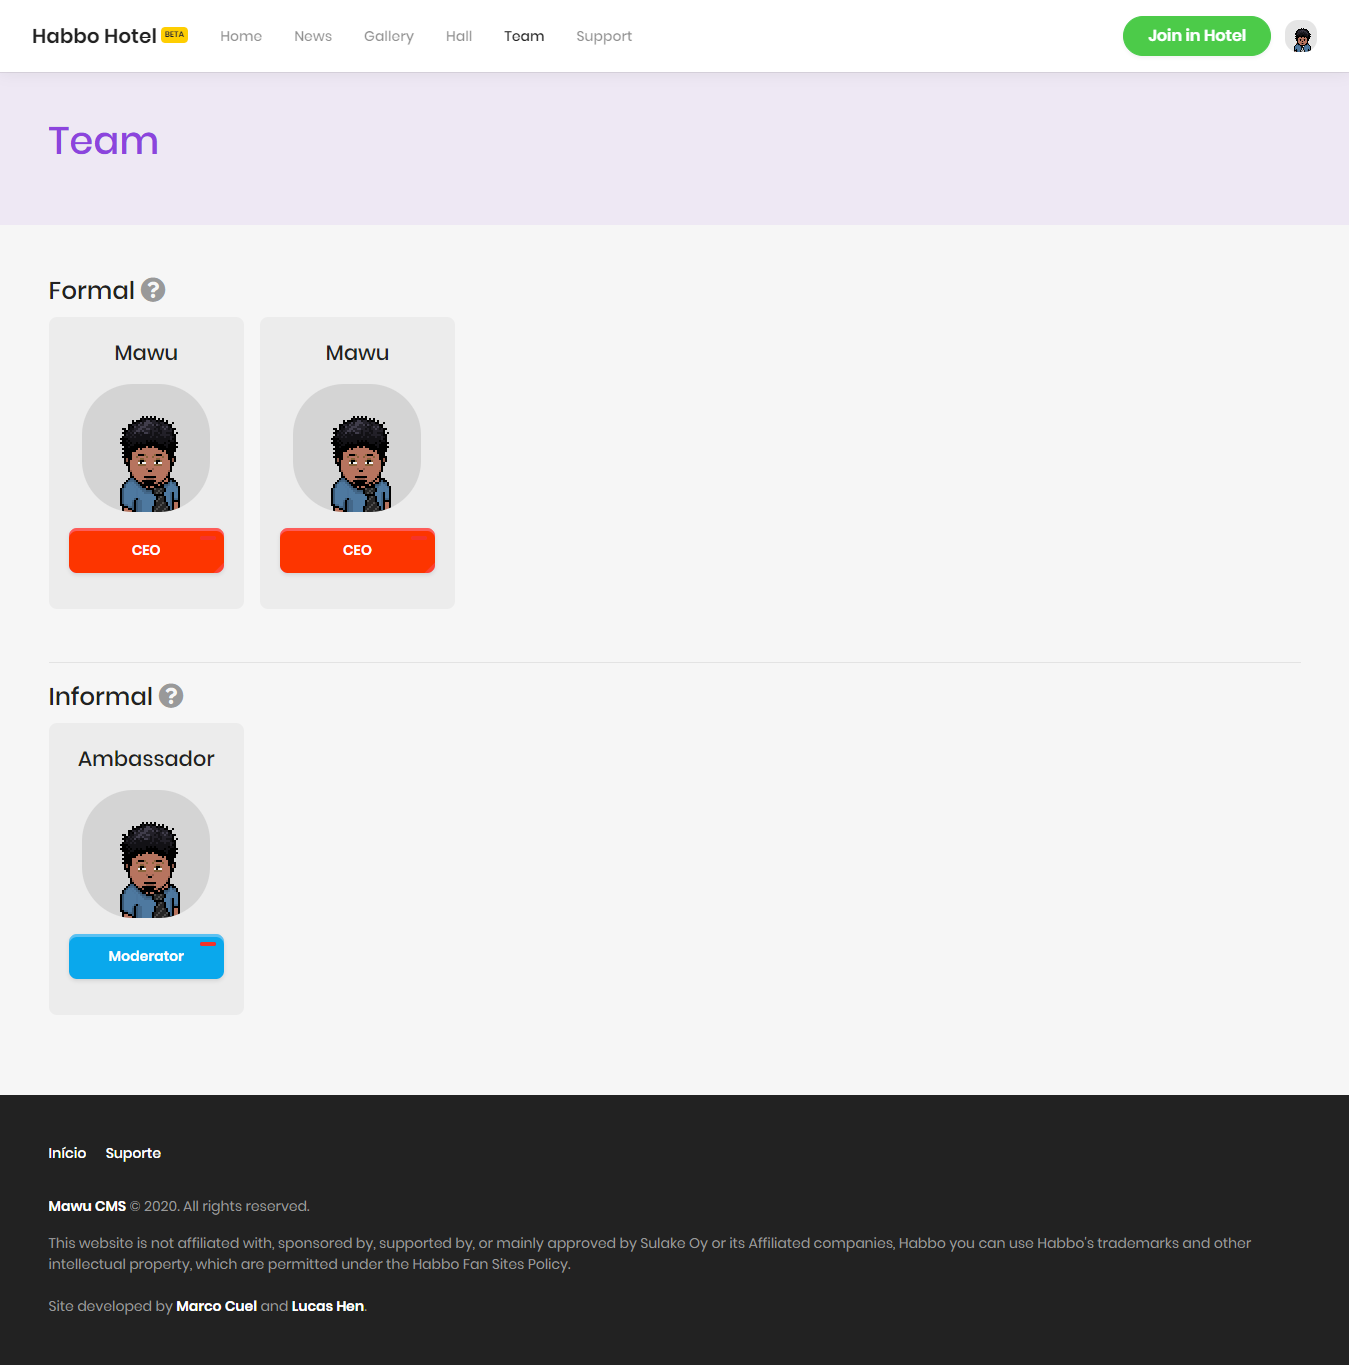 Habbo Hotel BETA Home News Gallery Hall Team Support Join in Hotel
Team
Formal ?
Mawu Mawu
CEO CEO
Informal ?
Ambassador
Moderator
Início Suporte
Mawu CMS © 2020. All rights reserved.
This website is not affiliated with, sponsored by, supported by, or mainly approved by Sulake Oy or its Affiliated companies, Habbo you can use Habbo's trademarks and other
intellectual property, which are permitted under the Habbo Fan Sites Policy.
Site developed by Marco Cuel and Lucas Hen.